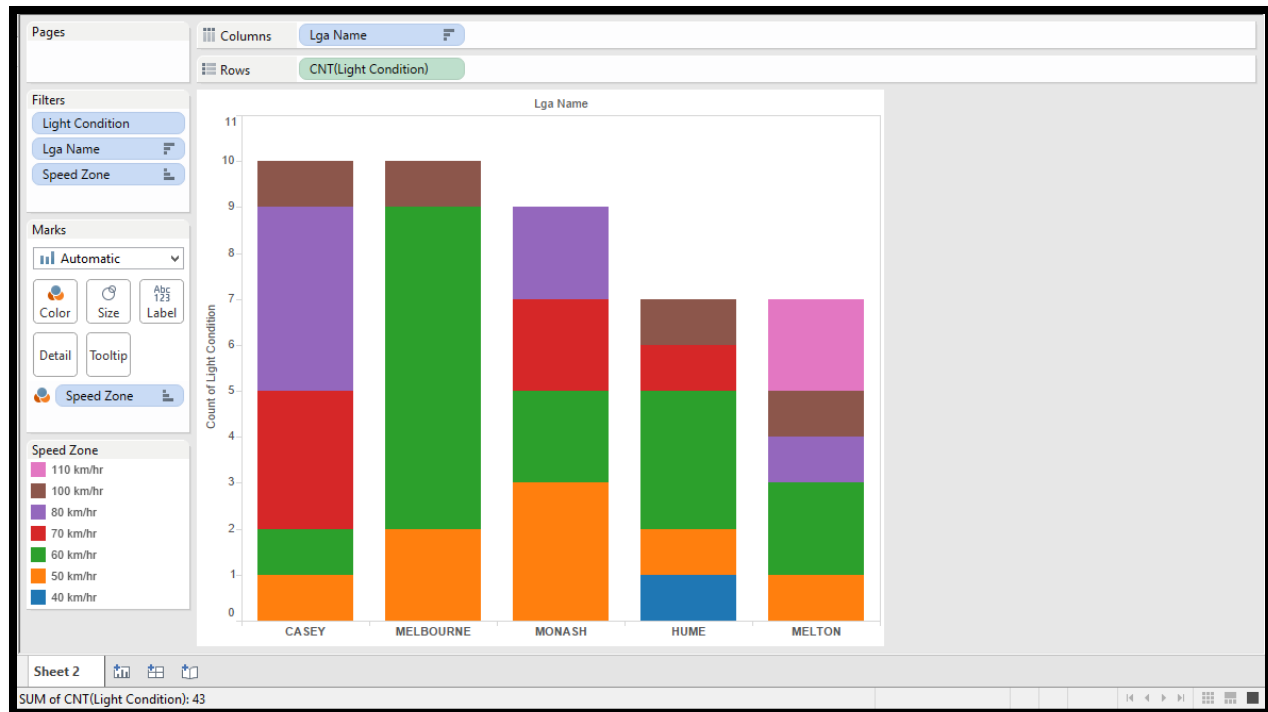 Pages
Columns
Lga Name
Rows
CNT(Light Condition)
Filters
Light Condition
Lga Name
Speed Zone
Marks
Automatic
Color
Size
Abc
123
Label
Detail
Tooltip
Speed Zone
Speed Zone
110 km/hr
100 km/hr
80 km/hr
70 km/hr
60 km/hr
50 km/hr
40 km/hr
Lga Name
Count of Light Condition
11
10
9
8
7
6
5
4
3
2
1
0
CASEY MELBOURNE MONASH HUME MELTON
Sheet 2
SUM of CNT(Light Condition): 43